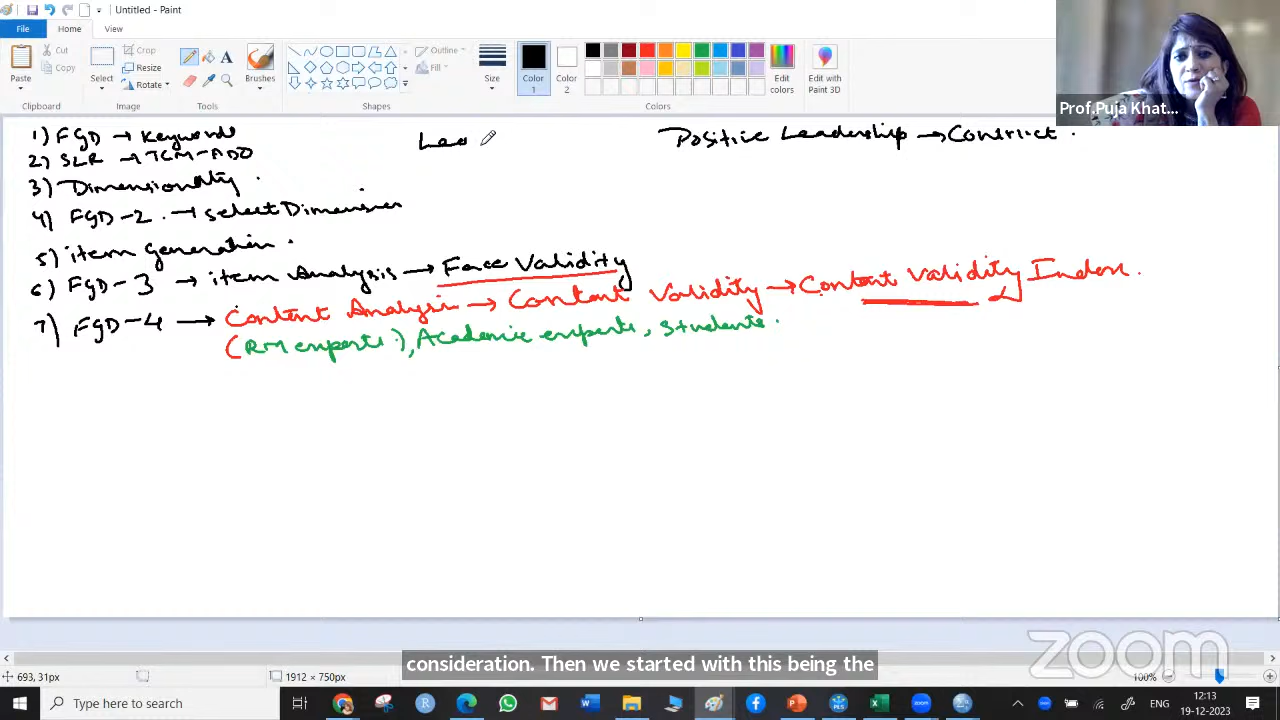 Untitled - Paint
File Home View
Paste Cut Copy Clipboard
Select Crop Resize Rotate Image
Tools
Brushes
Outline Fill Shapes
Size
Color 1 Color 2 Edit colors Colors
Edit with Paint 3D
Prof.Puja Khat...
1) FGD → Keywords
2) SLR → TCM-ADO
3) Dimensionality.
4) FGD-2. → Select Dimension
5) item Generation.
6) FGD-3 → item Analysis → Face Validity
7) FGD-4 → Content Analysis → Content Validity → Content Validity Index.
(RM experts.), Academic experts, Students.
Lea
Positive Leadership → Construct.
consideration. Then we started with this being the
zoom
693, 31px
1912 × 750px
100%
Type here to search
ENG
12:13
19-12-2023